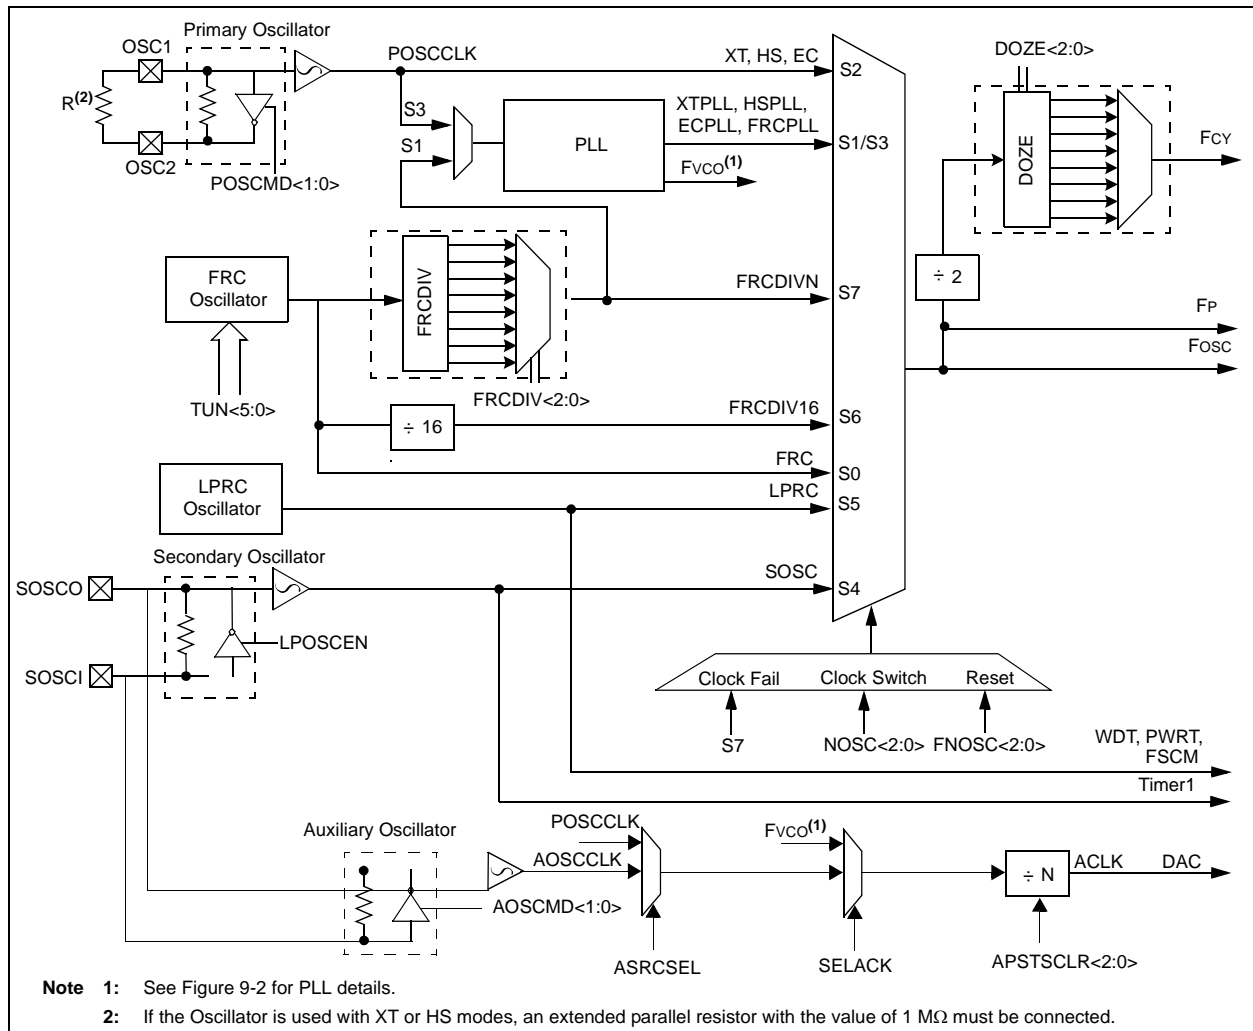 Primary Oscillator
OSC1
POSCCLK
XT, HS, EC
S2
DOZE<2:0>
R(2)
S3
XTPLL, HSPLL,
ECPLL, FRCPLL
PLL
S1/S3
S1
FVCO(1)
DOZE
FCY
OSC2
POSCMD<1:0>
FRC
Oscillator
FRCDIV
FRCDIVN
S7
÷ 2
FP
FOSC
TUN<5:0>
FRCDIV<2:0>
÷ 16
FRCDIV16
S6
FRC
S0
LPRC
Oscillator
LPRC
S5
Secondary Oscillator
SOSCO
SOSC
S4
LPOSCEN
SOSCI
Clock Fail
Clock Switch
Reset
S7
NOSC<2:0>
FNOSC<2:0>
WDT, PWRT,
FSCM
Timer1
Auxiliary Oscillator
POSCCLK
FVCO(1)
AOSCCLK
÷ N
ACLK
DAC
AOSCMD<1:0>
ASRCSEL
SELACK
APSTSCLR<2:0>
Note 1: See Figure 9-2 for PLL details.
2: If the Oscillator is used with XT or HS modes, an extended parallel resistor with the value of 1 MΩ must be connected.